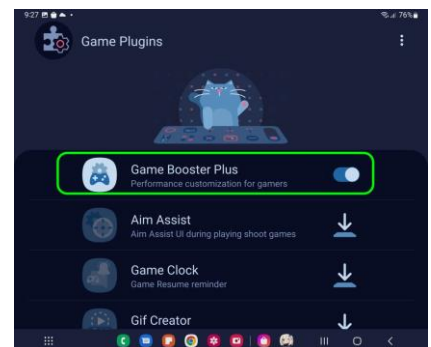 9:27
76%
Game Plugins
Game Booster Plus
Performance customization for gamers
Aim Assist
Aim Assist UI during playing shoot games
Game Clock
Game Resume reminder
Gif Creator